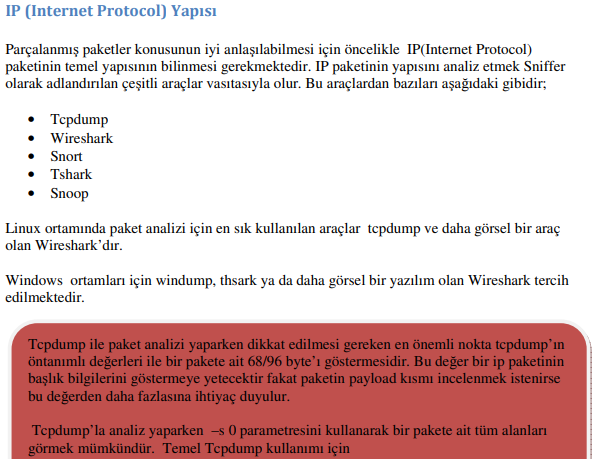 IP (Internet Protocol) Yapısı
Parçalanmış paketler konusunun iyi anlaşılabilmesi için öncelikle IP(Internet Protocol)
paketinin temel yapısının bilinmesi gerekmektedir. IP paketinin yapısını analiz etmek Sniffer
olarak adlandırılan çeşitli araçlar vasıtasıyla olur. Bu araçlardan bazıları aşağıdaki gibidir;
• Tcpdump
• Wireshark
• Snort
• Tshark
• Snoop
Linux ortamında paket analizi için en sık kullanılan araçlar tcpdump ve daha görsel bir araç
olan Wireshark’dır.
Windows ortamları için windump, thsark ya da daha görsel bir yazılım olan Wireshark tercih
edilmektedir.
Tcpdump ile paket analizi yaparken dikkat edilmesi gereken en önemli nokta tcpdump’ın
öntanımlı değerleri ile bir pakete ait 68/96 byte’ı göstermesidir. Bu değer bir ip paketinin
başlık bilgilerini göstermeye yetecektir fakat paketin payload kısmı incelenmek istenirse
bu değerden daha fazlasına ihtiyaç duyulur.
Tcpdump’la analiz yaparken –s 0 parametresini kullanarak bir pakete ait tüm alanları
görmek mümkündür. Temel Tcpdump kullanımı için